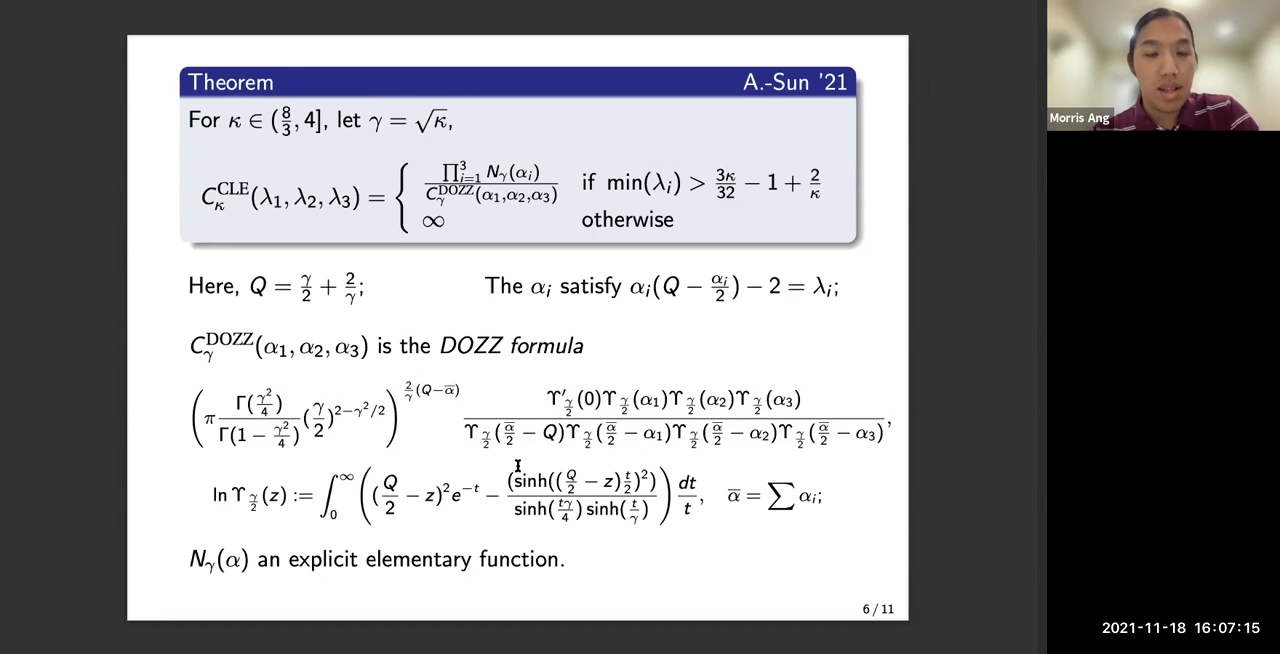 Theorem A.-Sun '21
For κ ∈ (8/3, 4], let γ = √κ,
C_κ^CLE(λ₁, λ₂, λ₃) = { ∏_{i=1}^3 N_γ(α_i) / C_γ^DOZZ(α₁,α₂,α₃) if min(λ_i) > 3κ/32 − 1 + 2/κ
∞ otherwise
Here, Q = γ/2 + 2/γ; The α_i satisfy α_i(Q − α_i/2) − 2 = λ_i;
C_γ^DOZZ(α₁, α₂, α₃) is the DOZZ formula
(π Γ(γ²/4) / Γ(1 − γ²/4) (γ/2)^{2−γ²/2})^{2/γ (Q−ᾱ)} Υ'_{γ/2}(0)Υ_{γ/2}(α₁)Υ_{γ/2}(α₂)Υ_{γ/2}(α₃) / Υ_{γ/2}(ᾱ/2 − Q)Υ_{γ/2}(ᾱ/2 − α₁)Υ_{γ/2}(ᾱ/2 − α₂)Υ_{γ/2}(ᾱ/2 − α₃),
ln Υ_{γ/2}(z) := ∫_0^∞ ((Q/2 − z)² e^{−t} − (sinh((Q/2 − z) t/2)²) / sinh(tγ/4) sinh(t/γ)) dt/t, ᾱ = ∑ α_i;
N_γ(α) an explicit elementary function.
6 / 11
Morris Ang
2021-11-18 16:07:15